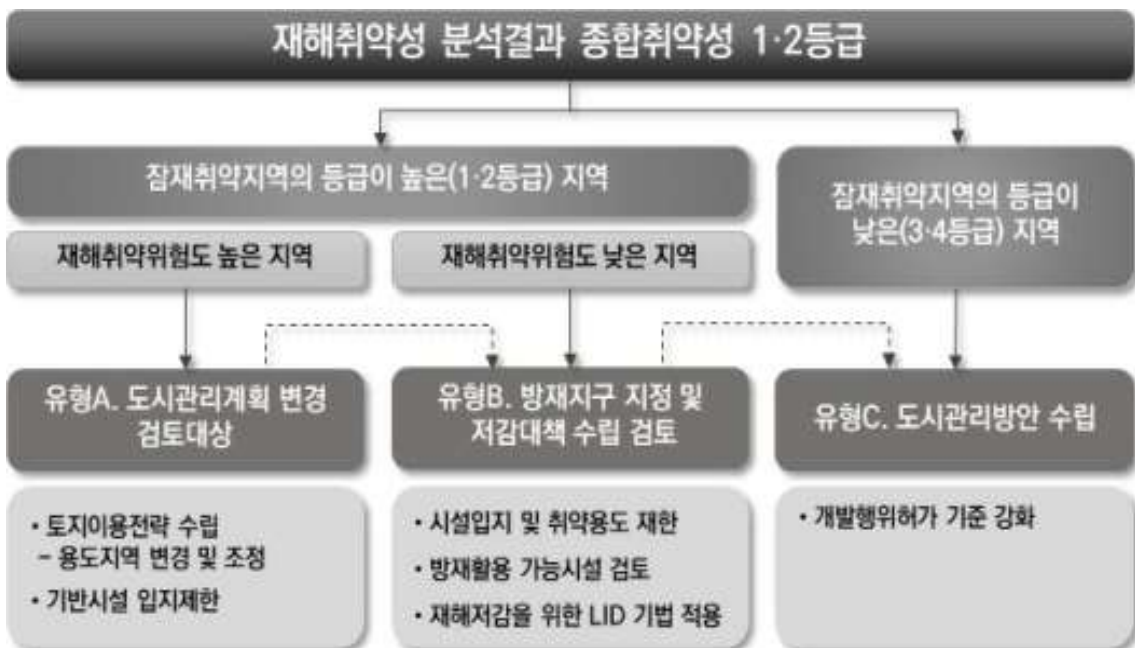 재해취약성 분석결과 종합취약성 1·2등급
잠재취약지역의 등급이 높은(1·2등급) 지역
잠재취약지역의 등급이
낮은(3·4등급) 지역
재해취약위험도 높은 지역
재해취약위험도 낮은 지역
유형A. 도시관리계획 변경
검토대상
유형B. 방재지구 지정 및
저감대책 수립 검토
유형C. 도시관리방안 수립
• 토지이용전략 수립
– 용도지역 변경 및 조정
• 기반시설 입지제한
• 시설입지 및 취약용도 재한
• 방재활용 가능시설 검토
• 재해저감을 위한 LID 기법 적용
• 개발행위허가 기준 강화